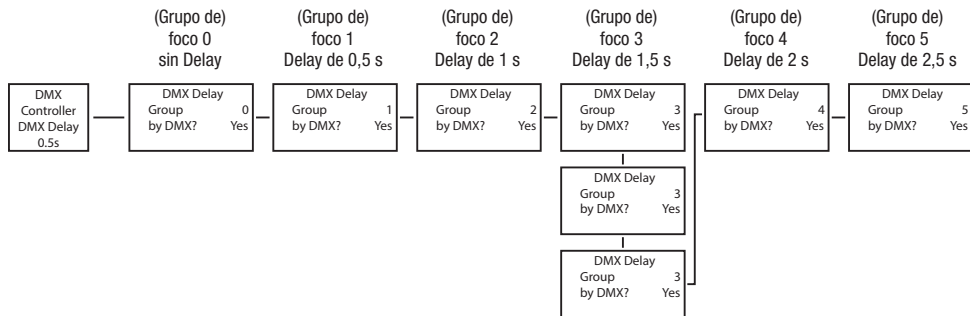 (Grupo de)
foco 0
sin Delay
(Grupo de)
foco 1
Delay de 0,5 s
(Grupo de)
foco 2
Delay de 1 s
(Grupo de)
foco 3
Delay de 1,5 s
(Grupo de)
foco 4
Delay de 2 s
(Grupo de)
foco 5
Delay de 2,5 s
DMX
Controller
DMX Delay
0.5s
DMX Delay
Group 0
by DMX? Yes
DMX Delay
Group 1
by DMX? Yes
DMX Delay
Group 2
by DMX? Yes
DMX Delay
Group 3
by DMX? Yes
DMX Delay
Group 3
by DMX? Yes
DMX Delay
Group 3
by DMX? Yes
DMX Delay
Group 4
by DMX? Yes
DMX Delay
Group 5
by DMX? Yes